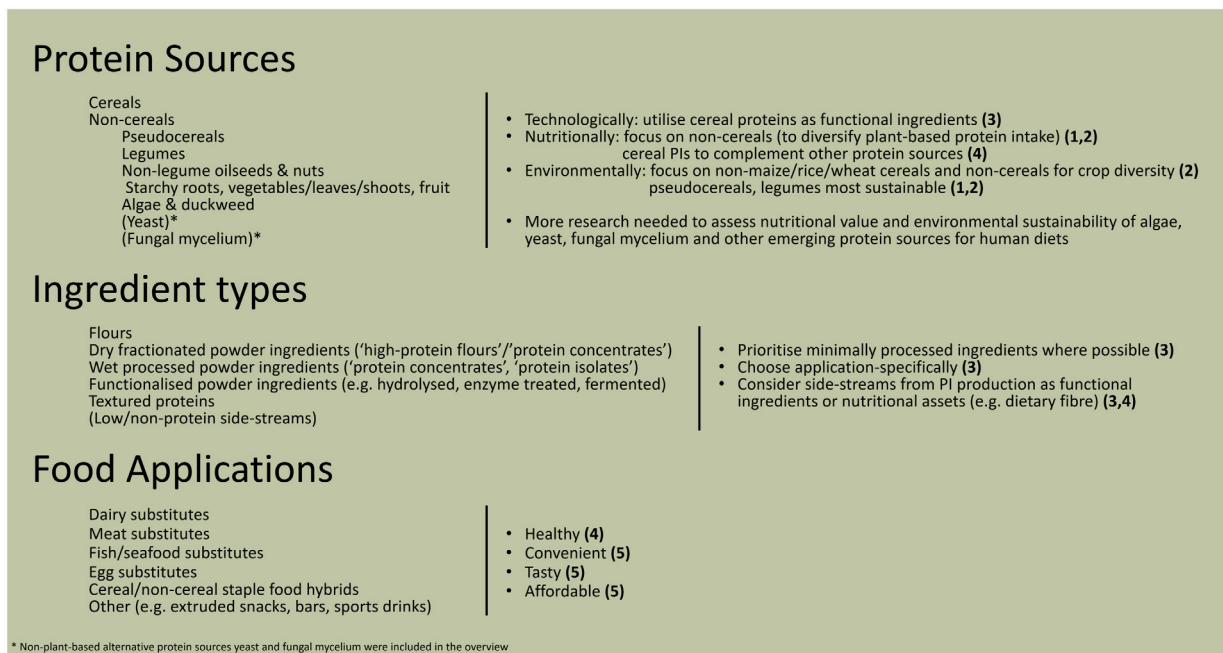 Protein Sources
Cereals
Non-cereals
Pseudocereals
Legumes
Non-legume oilseeds & nuts
Starchy roots, vegetables/leaves/shoots, fruit
Algae & duckweed
(Yeast)*
(Fungal mycelium)*
• Technologically: utilise cereal proteins as functional ingredients (3)
• Nutritionally: focus on non-cereals (to diversify plant-based protein intake) (1,2)
cereal PIs to complement other protein sources (4)
• Environmentally: focus on non-maize/rice/wheat cereals and non-cereals for crop diversity (2)
pseudocereals, legumes most sustainable (1,2)
• More research needed to assess nutritional value and environmental sustainability of algae,
yeast, fungal mycelium and other emerging protein sources for human diets
Ingredient types
Flours
Dry fractionated powder ingredients (‘high-protein flours’/’protein concentrates’)
Wet processed powder ingredients (‘protein concentrates’, ‘protein isolates’)
Functionalised powder ingredients (e.g. hydrolysed, enzyme treated, fermented)
Textured proteins
(Low/non-protein side-streams)
• Prioritise minimally processed ingredients where possible (3)
• Choose application-specifically (3)
• Consider side-streams from PI production as functional
ingredients or nutritional assets (e.g. dietary fibre) (3,4)
Food Applications
Dairy substitutes
Meat substitutes
Fish/seafood substitutes
Egg substitutes
Cereal/non-cereal staple food hybrids
Other (e.g. extruded snacks, bars, sports drinks)
• Healthy (4)
• Convenient (5)
• Tasty (5)
• Affordable (5)
* Non-plant-based alternative protein sources yeast and fungal mycelium were included in the overview